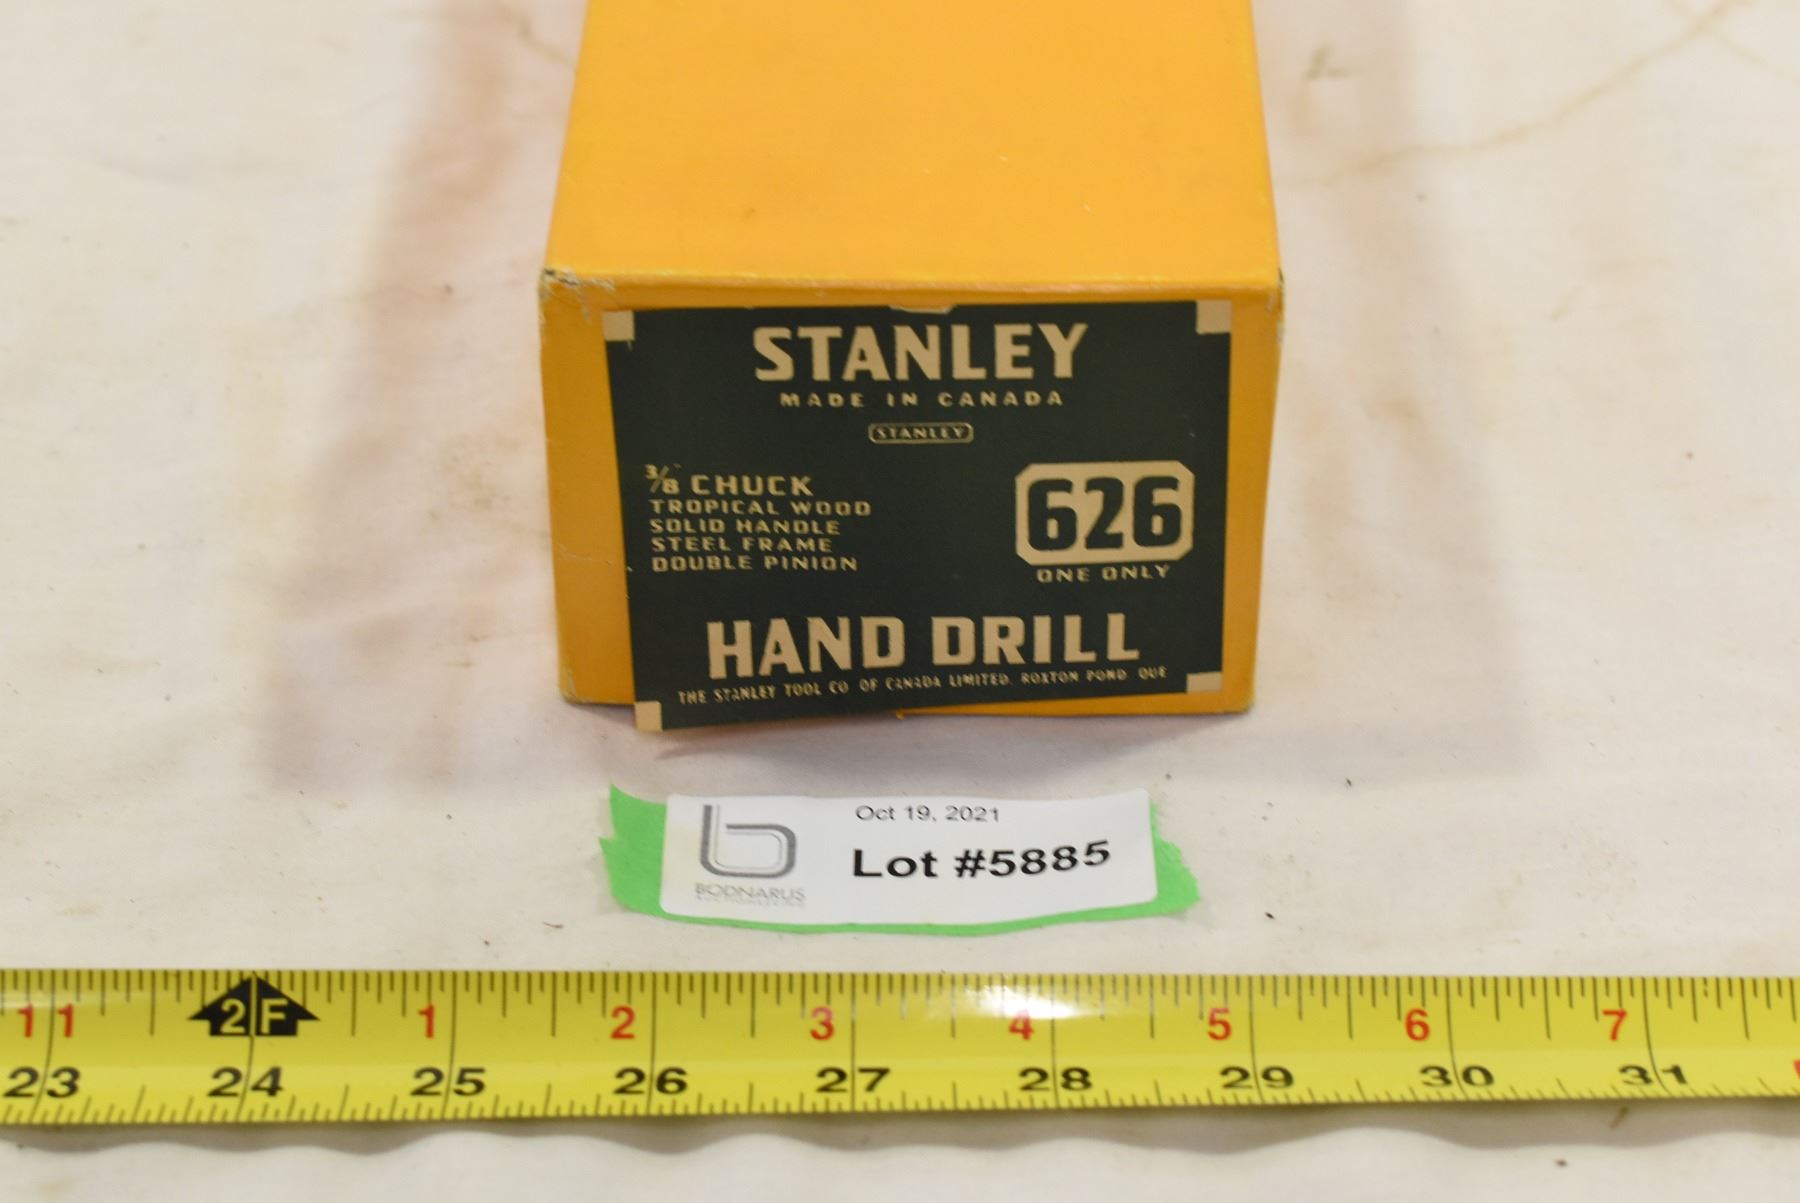 STANLEY
MADE IN CANADA
STANLEY
3/8" CHUCK
TROPICAL WOOD
SOLID HANDLE
STEEL FRAME
DOUBLE PINION
626
ONE ONLY
HAND DRILL
THE STANLEY TOOL CO OF CANADA LIMITED. ROXTON POND. QUE
Oct 19, 2021
Lot #5885
BODNARUS
AUCTIONEERING
11 2F 1 2 3 4 5 6 7
23 24 25 26 27 28 29 30 31